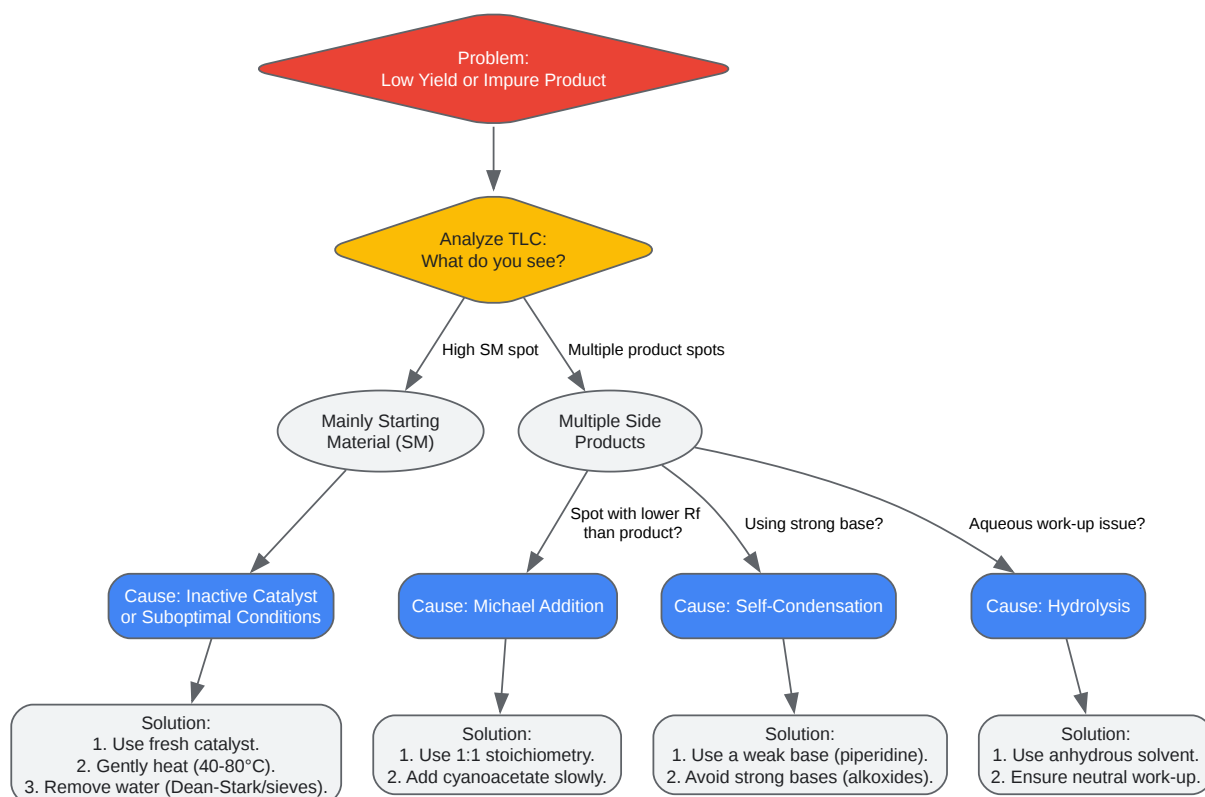 Problem:
Low Yield or Impure Product
Analyze TLC:
What do you see?
High SM spot
Multiple product spots
Mainly Starting
Material (SM)
Multiple Side
Products
Spot with lower Rf
than product?
Using strong base?
Aqueous work-up issue?
Cause: Inactive Catalyst
or Suboptimal Conditions
Cause: Michael Addition
Cause: Self-Condensation
Cause: Hydrolysis
Solution:
1. Use fresh catalyst.
2. Gently heat (40-80°C).
3. Remove water (Dean-Stark/sieves).
Solution:
1. Use 1:1 stoichiometry.
2. Add cyanoacetate slowly.
Solution:
1. Use a weak base (piperidine).
2. Avoid strong bases (alkoxides).
Solution:
1. Use anhydrous solvent.
2. Ensure neutral work-up.